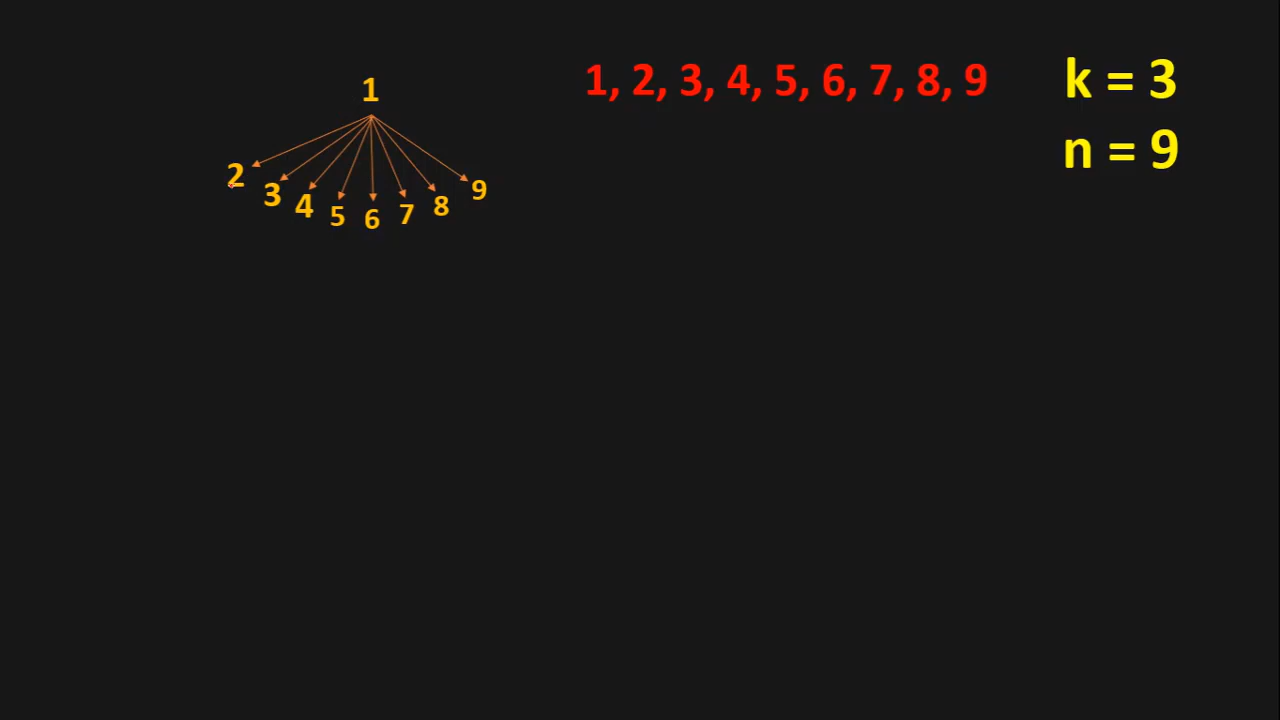 1
2 3 4 5 6 7 8 9
1, 2, 3, 4, 5, 6, 7, 8, 9
k = 3
n = 9